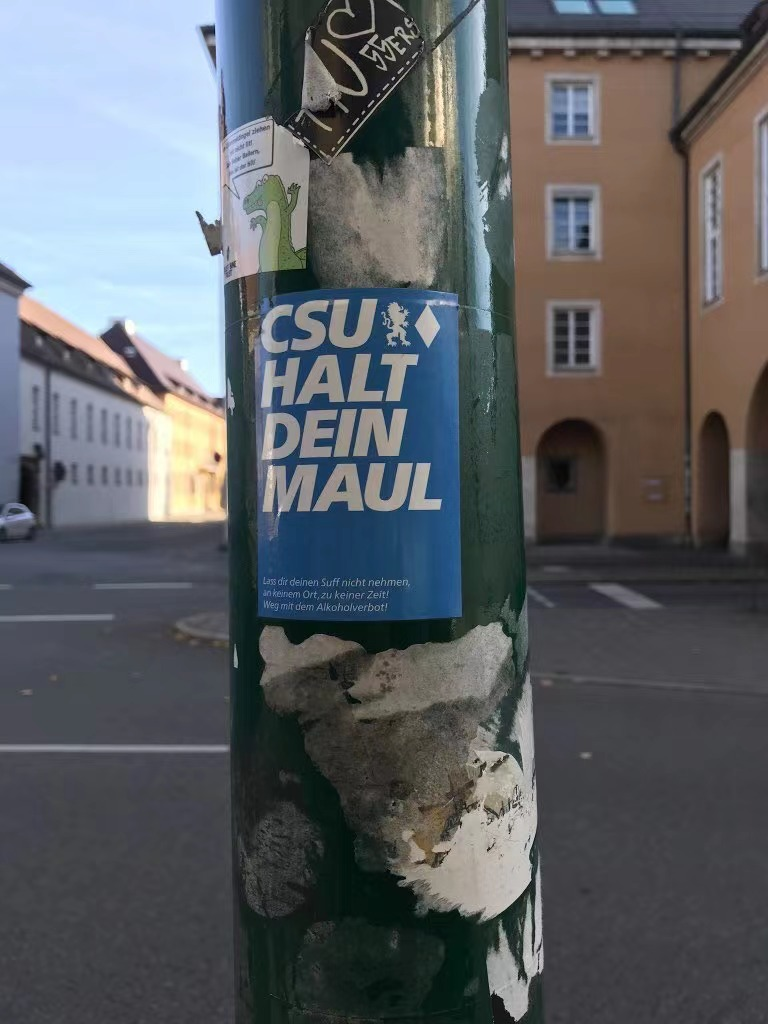 55ERS
CSU
HALT
DEIN
MAUL
Lass dir deinen Suff nicht nehmen,
an keinem Ort, zu keiner Zeit!
Weg mit dem Alkoholverbot!